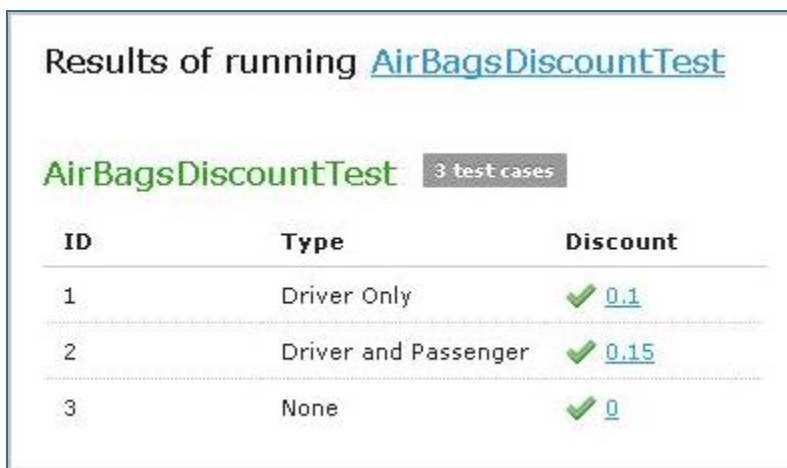 Results of running AirBagsDiscountTest
AirBagsDiscountTest 3 test cases
ID Type Discount
1 Driver Only 0.1
2 Driver and Passenger 0.15
3 None 0